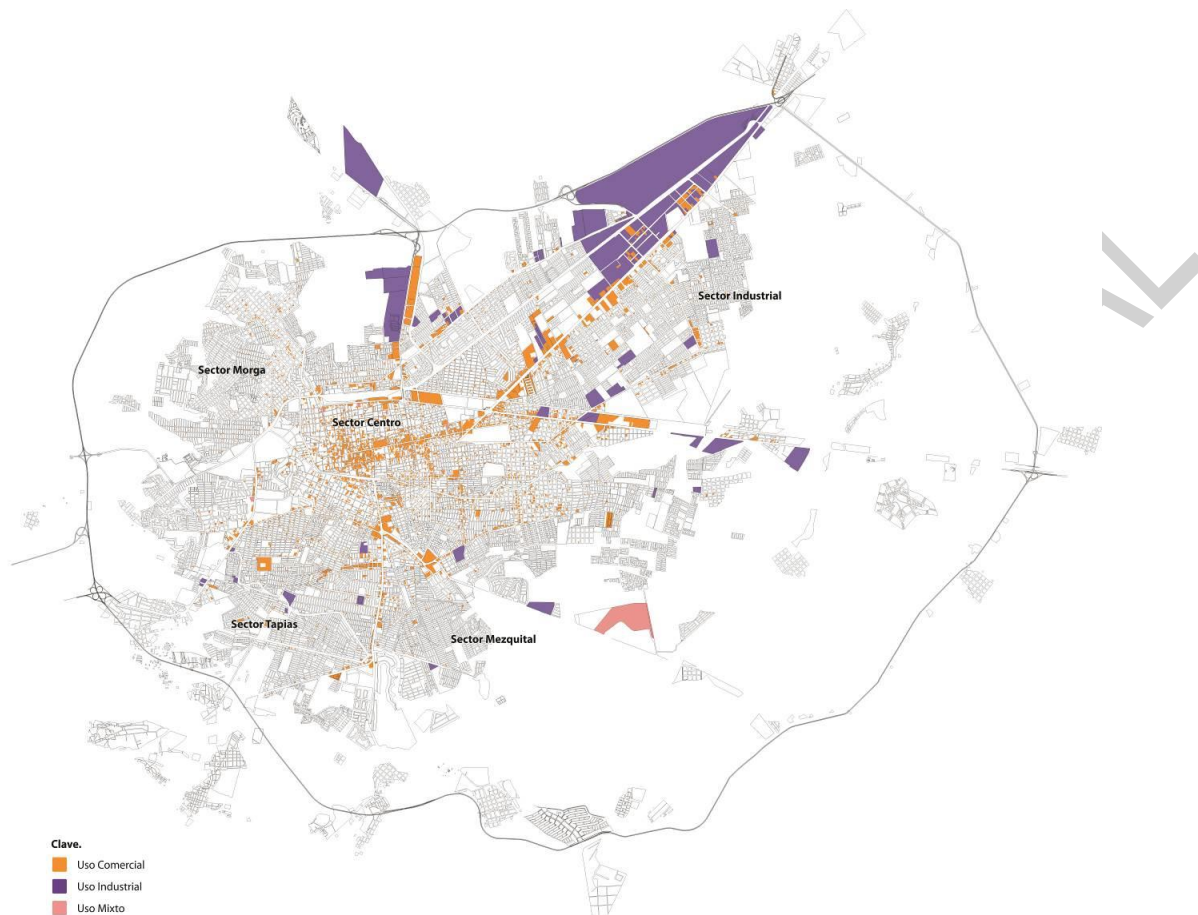 Sector Industrial
Sector Morga
Sector Centro
Sector Tapias
Sector Mezquital
Clave.
Uso Comercial
Uso Industrial
Uso Mixto